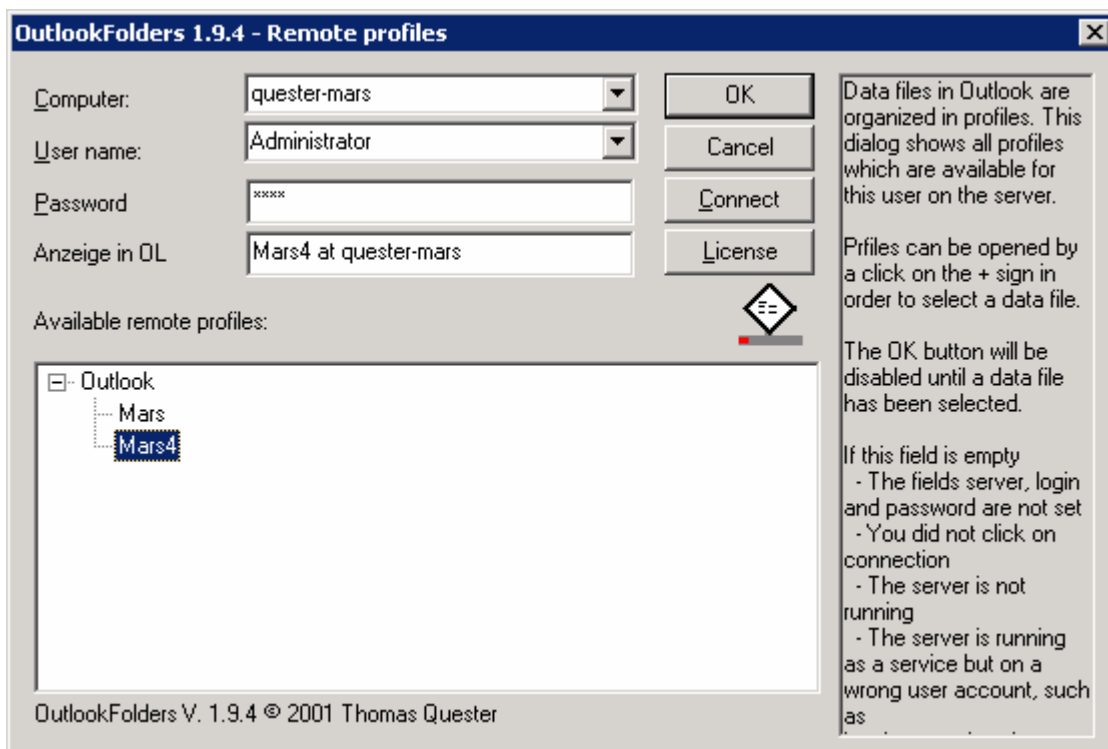 OutlookFolders 1.9.4 - Remote profiles
Computer:
quester-mars
User name:
Administrator
Password
****
Anzeige in OL
Mars4 at quester-mars
OK
Cancel
Connect
License
Available remote profiles:
Outlook
Mars
Mars4
OutlookFolders V. 1.9.4 © 2001 Thomas Quester
Data files in Outlook are
organized in profiles. This
dialog shows all profiles
which are available for
this user on the server.
Prfiles can be opened by
a click on the + sign in
order to select a data file.
The OK button will be
disabled until a data file
has been selected.
If this field is empty
- The fields server, login
and password are not set
- You did not click on
connection
- The server is not
running
- The server is running
as a service but on a
wrong user account, such
as